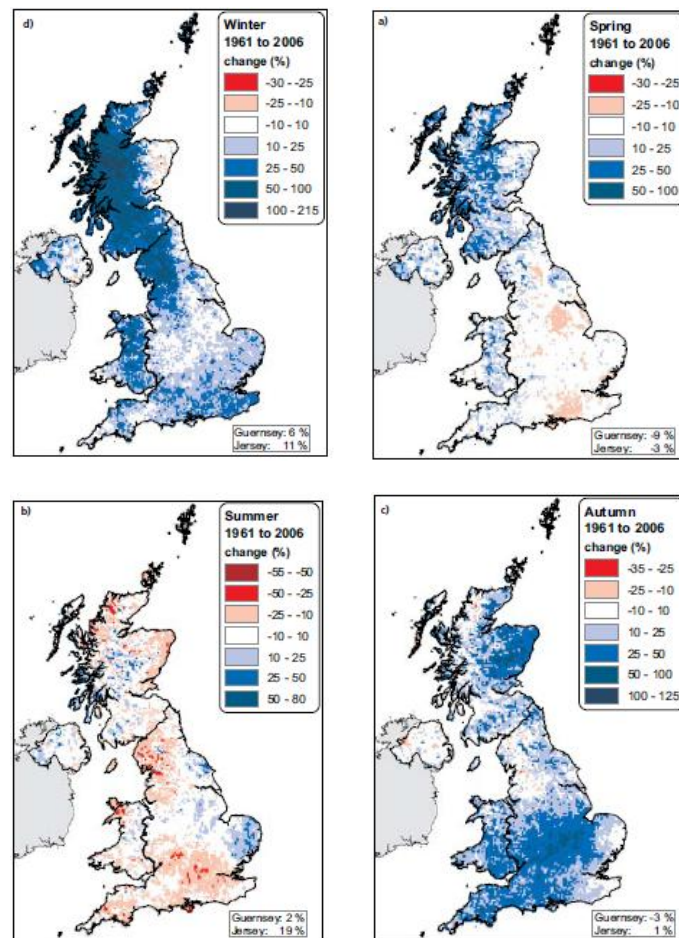 d)
Winter
1961 to 2006
change (%)
-30 - -25
-25 - -10
-10 - 10
10 - 25
25 - 50
50 - 100
100 - 215
Guernsey: 6 %
Jersey: 11 %
a)
Spring
1961 to 2006
change (%)
-30 - -25
-25 - -10
-10 - 10
10 - 25
25 - 50
50 - 100
Guernsey: -9 %
Jersey: -3 %
b)
Summer
1961 to 2006
change (%)
-55 - -50
-50 - -25
-25 - -10
-10 - 10
10 - 25
25 - 50
50 - 80
Guernsey: 2 %
Jersey: 19 %
c)
Autumn
1961 to 2006
change (%)
-35 - -25
-25 - -10
-10 - 10
10 - 25
25 - 50
50 - 100
100 - 125
Guernsey: -3 %
Jersey: 1 %